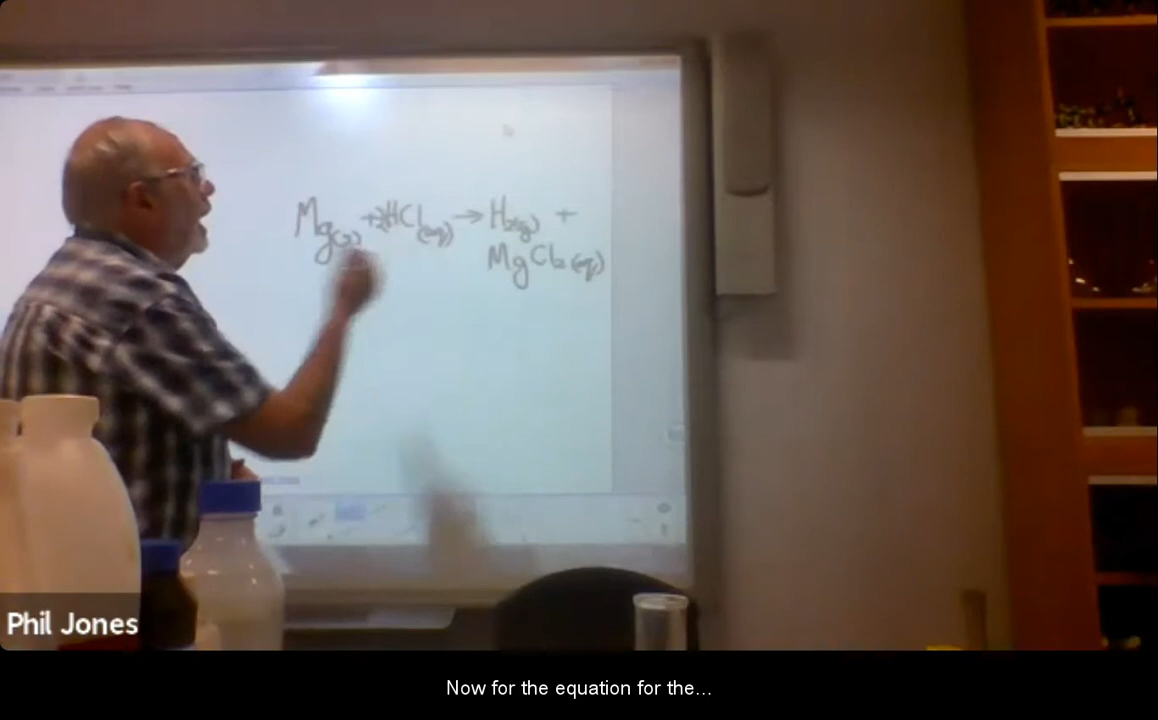 Mg(s) + 2HCl(aq) → H2(g) +
MgCl2(aq)
Phil Jones
Now for the equation for the...